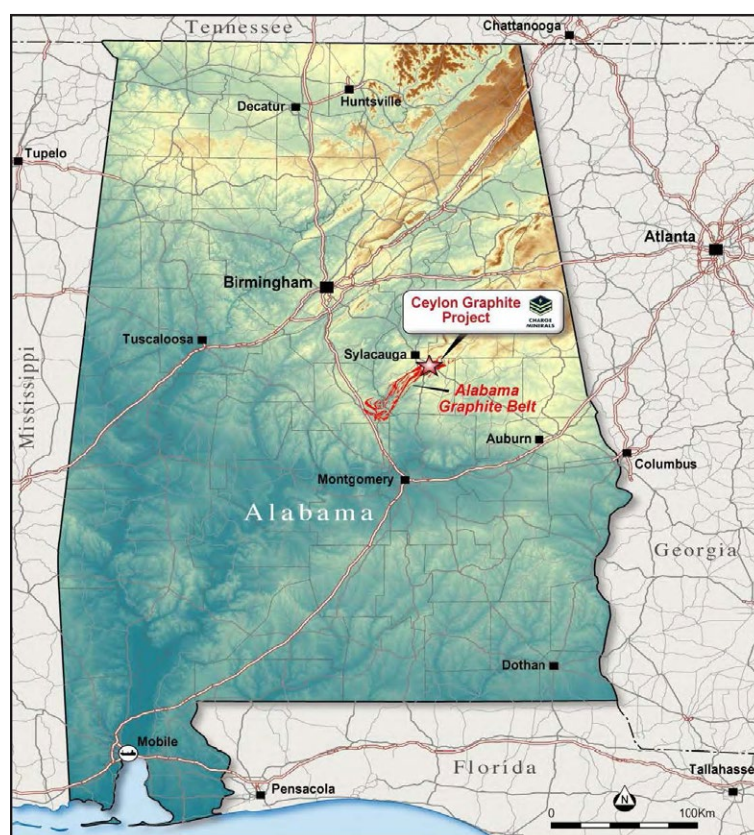 Tennessee
Chattanooga
Huntsville
Decatur
Tupelo
Atlanta
Birmingham
Ceylon Graphite
Project
CHARGE
MINERALS
Tuscaloosa
Sylacauga
Alabama
Graphite Belt
Mississippi
Auburn
Columbus
Montgomery
Alabama
Georgia
Dothan
Mobile
Florida
Tallahasse
Pensacola
N
0
100Km